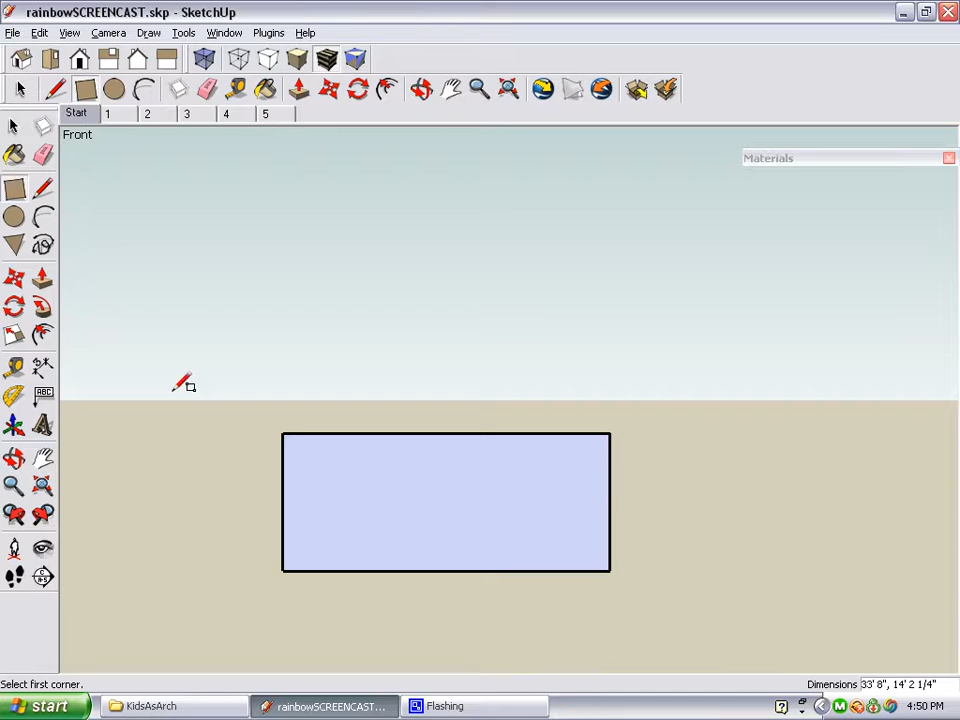 rainbowSCREENCAST.skp - SketchUp
File Edit View Camera Draw Tools Window Plugins Help
Start 1 2 3 4 5
Front
Materials
ABC
Select first corner.
Dimensions 33' 8", 14' 2 1/4"
start KidsAsArch rainbowSCREENCAST... Flashing 4:50 PM